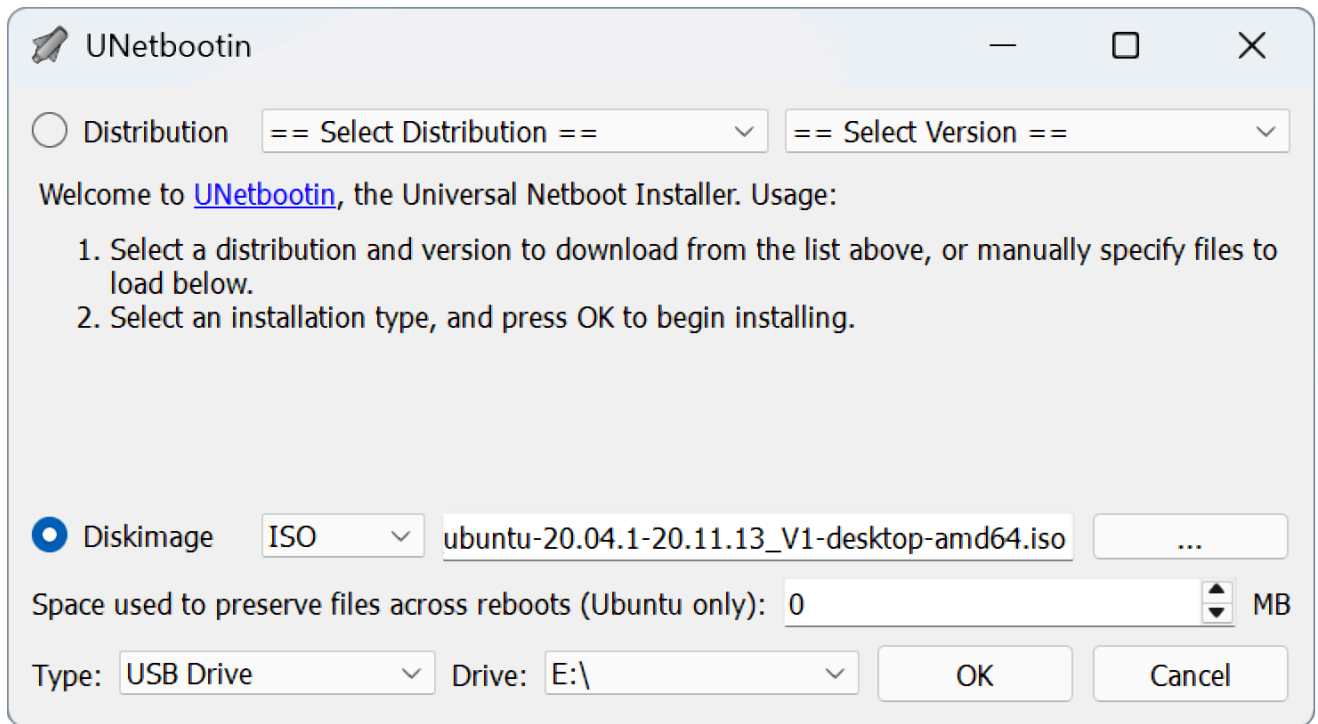 UNetbootin
Distribution == Select Distribution == == Select Version ==
Welcome to UNetbootin, the Universal Netboot Installer. Usage:
1. Select a distribution and version to download from the list above, or manually specify files to
load below.
2. Select an installation type, and press OK to begin installing.
Diskimage ISO ubuntu-20.04.1-20.11.13_V1-desktop-amd64.iso ...
Space used to preserve files across reboots (Ubuntu only): 0 MB
Type: USB Drive Drive: E:\ OK Cancel